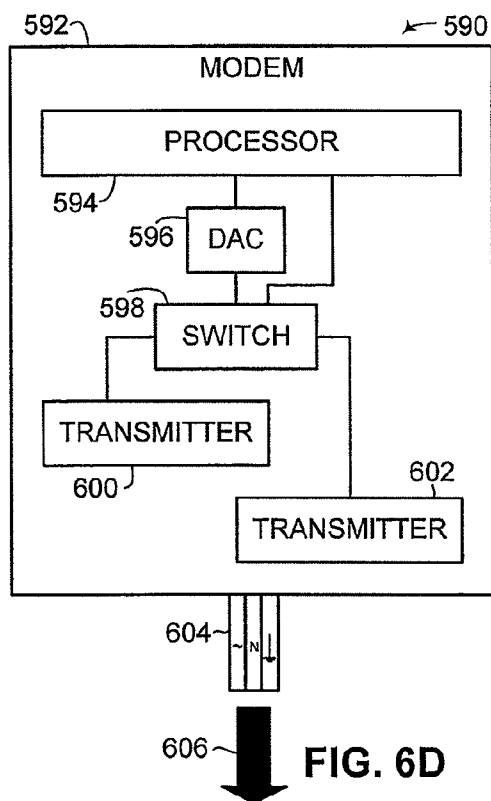 592
590
MODEM
PROCESSOR
594
596
DAC
598
SWITCH
TRANSMITTER
600
602
TRANSMITTER
604
~ N
606
FIG. 6D